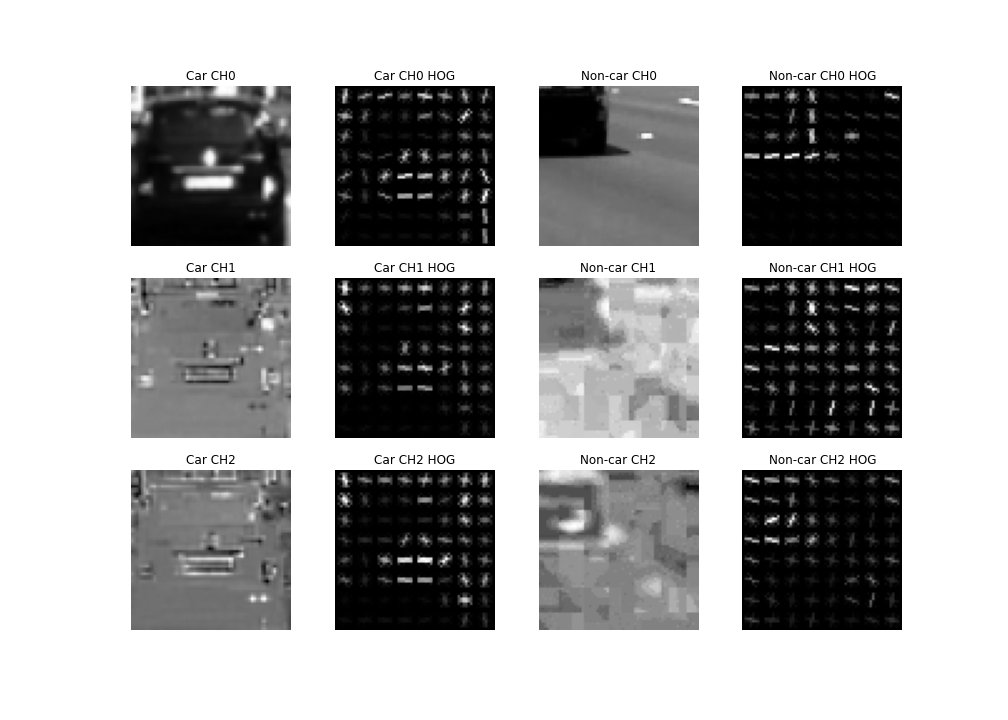 Car CH0
Car CH0 HOG
Non-car CH0
Non-car CH0 HOG
Car CH1
Car CH1 HOG
Non-car CH1
Non-car CH1 HOG
Car CH2
Car CH2 HOG
Non-car CH2
Non-car CH2 HOG